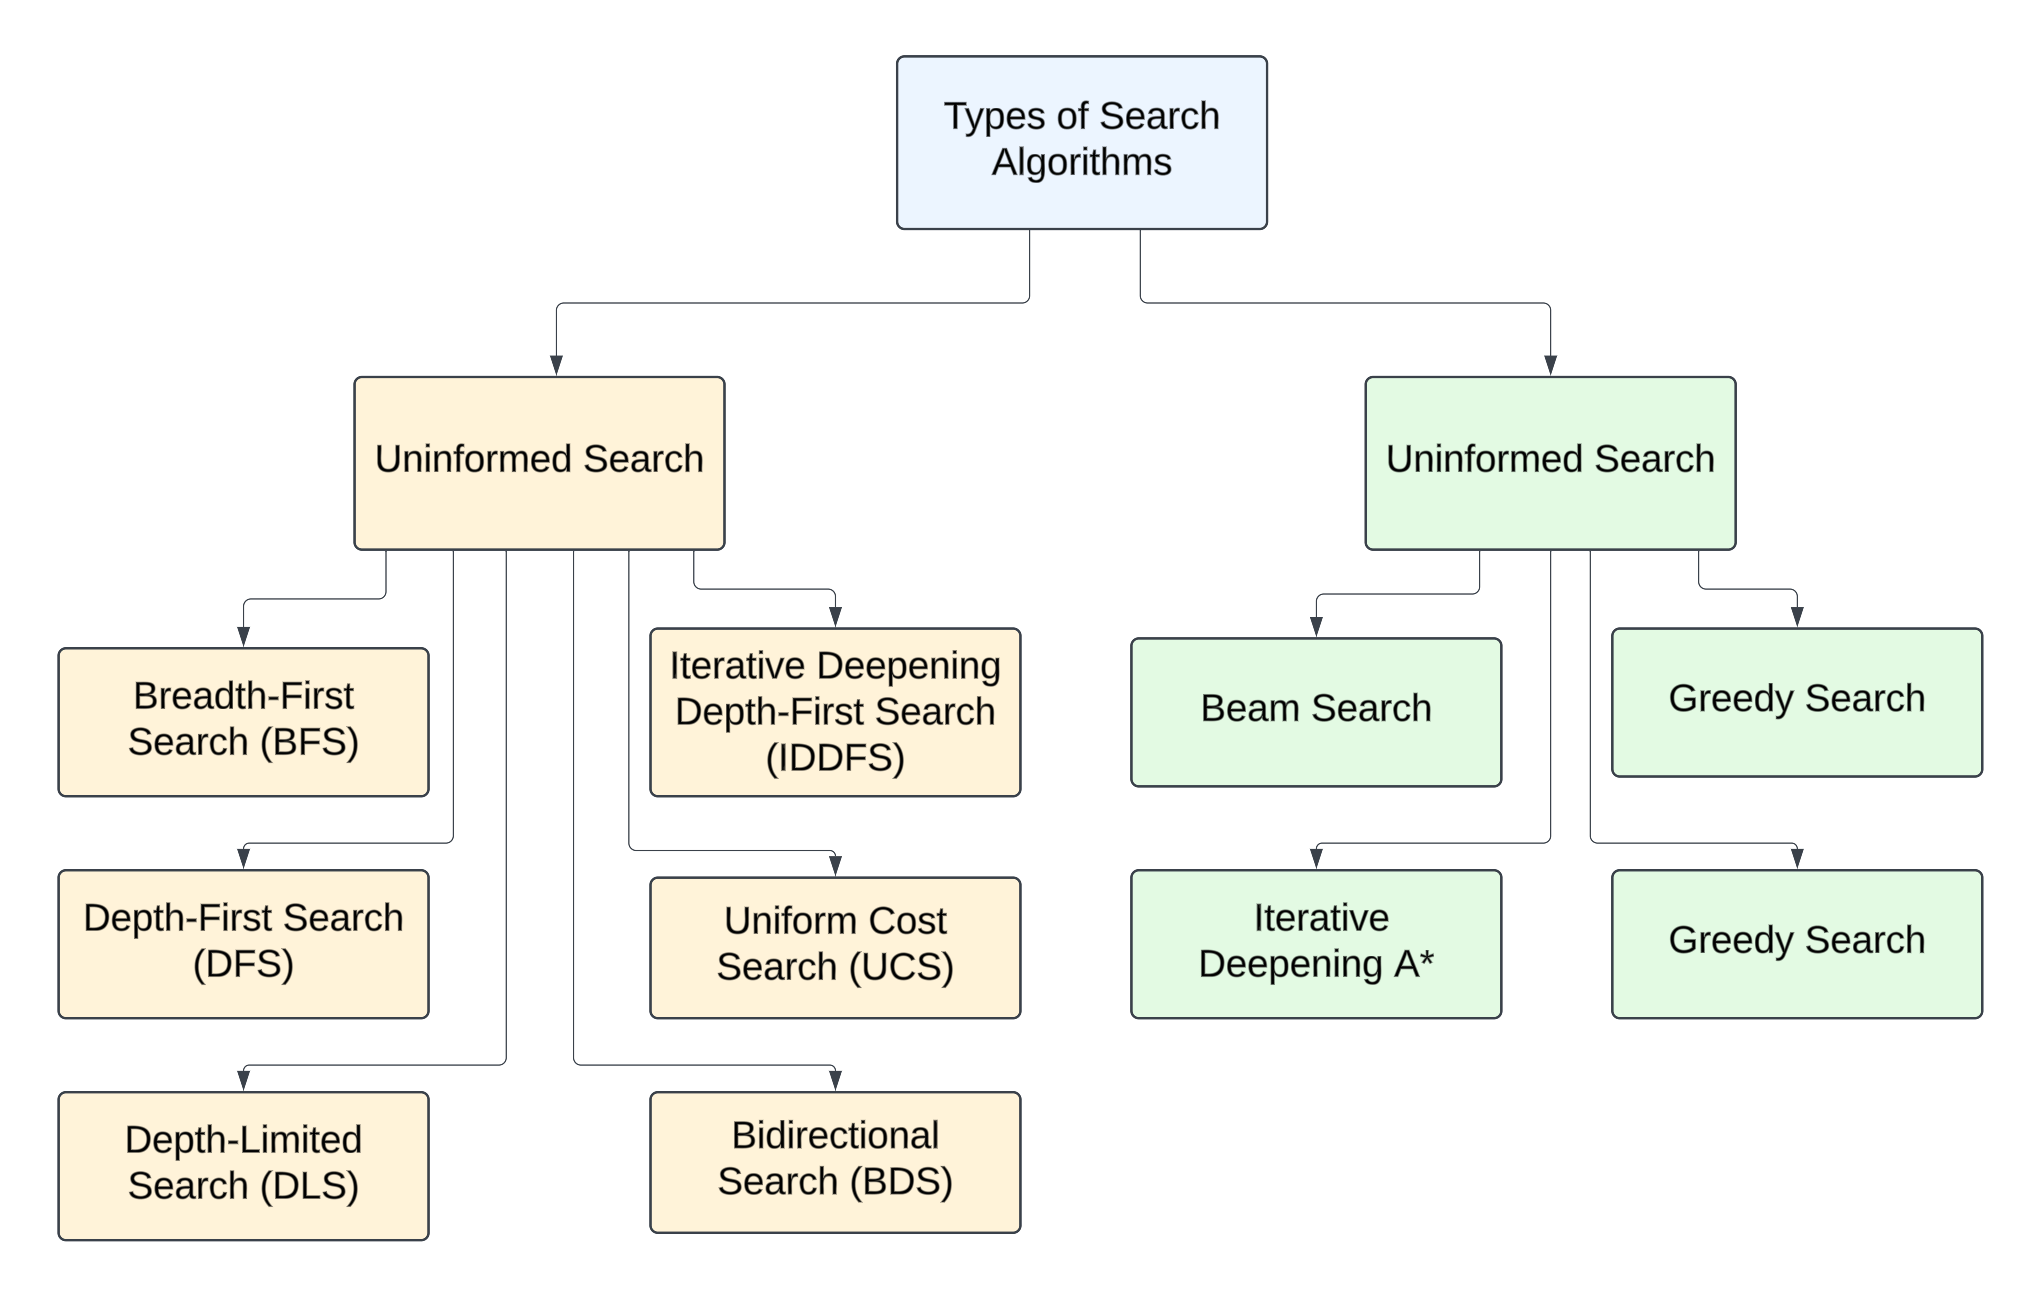 Types of Search
Algorithms
Uninformed Search
Uninformed Search
Breadth-First
Search (BFS)
Iterative Deepening
Depth-First Search
(IDDFS)
Beam Search
Greedy Search
Depth-First Search
(DFS)
Uniform Cost
Search (UCS)
Iterative
Deepening A*
Greedy Search
Depth-Limited
Search (DLS)
Bidirectional
Search (BDS)